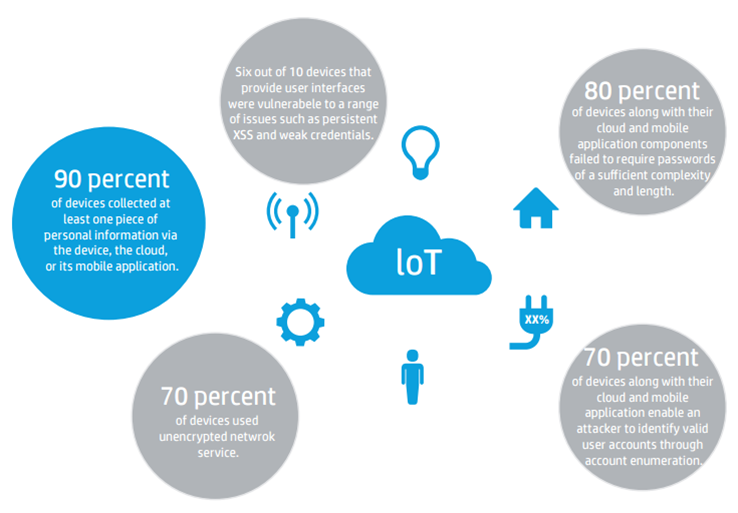 Six out of 10 devices that
provide user interfaces
were vulnerabele to a range
of issues such as persistent
XSS and weak credentials.
80 percent
of devices along with their
cloud and mobile
application components
failed to require passwords
of a sufficient complexity
and length.
90 percent
of devices collected at
least one piece of
personal information via
the device, the cloud,
or its mobile application.
IoT
XX%
70 percent
of devices used
unencrypted netwrok
service.
70 percent
of devices along with their
cloud and mobile
application enable an
attacker to identify valid
user accounts through
account enumeration.